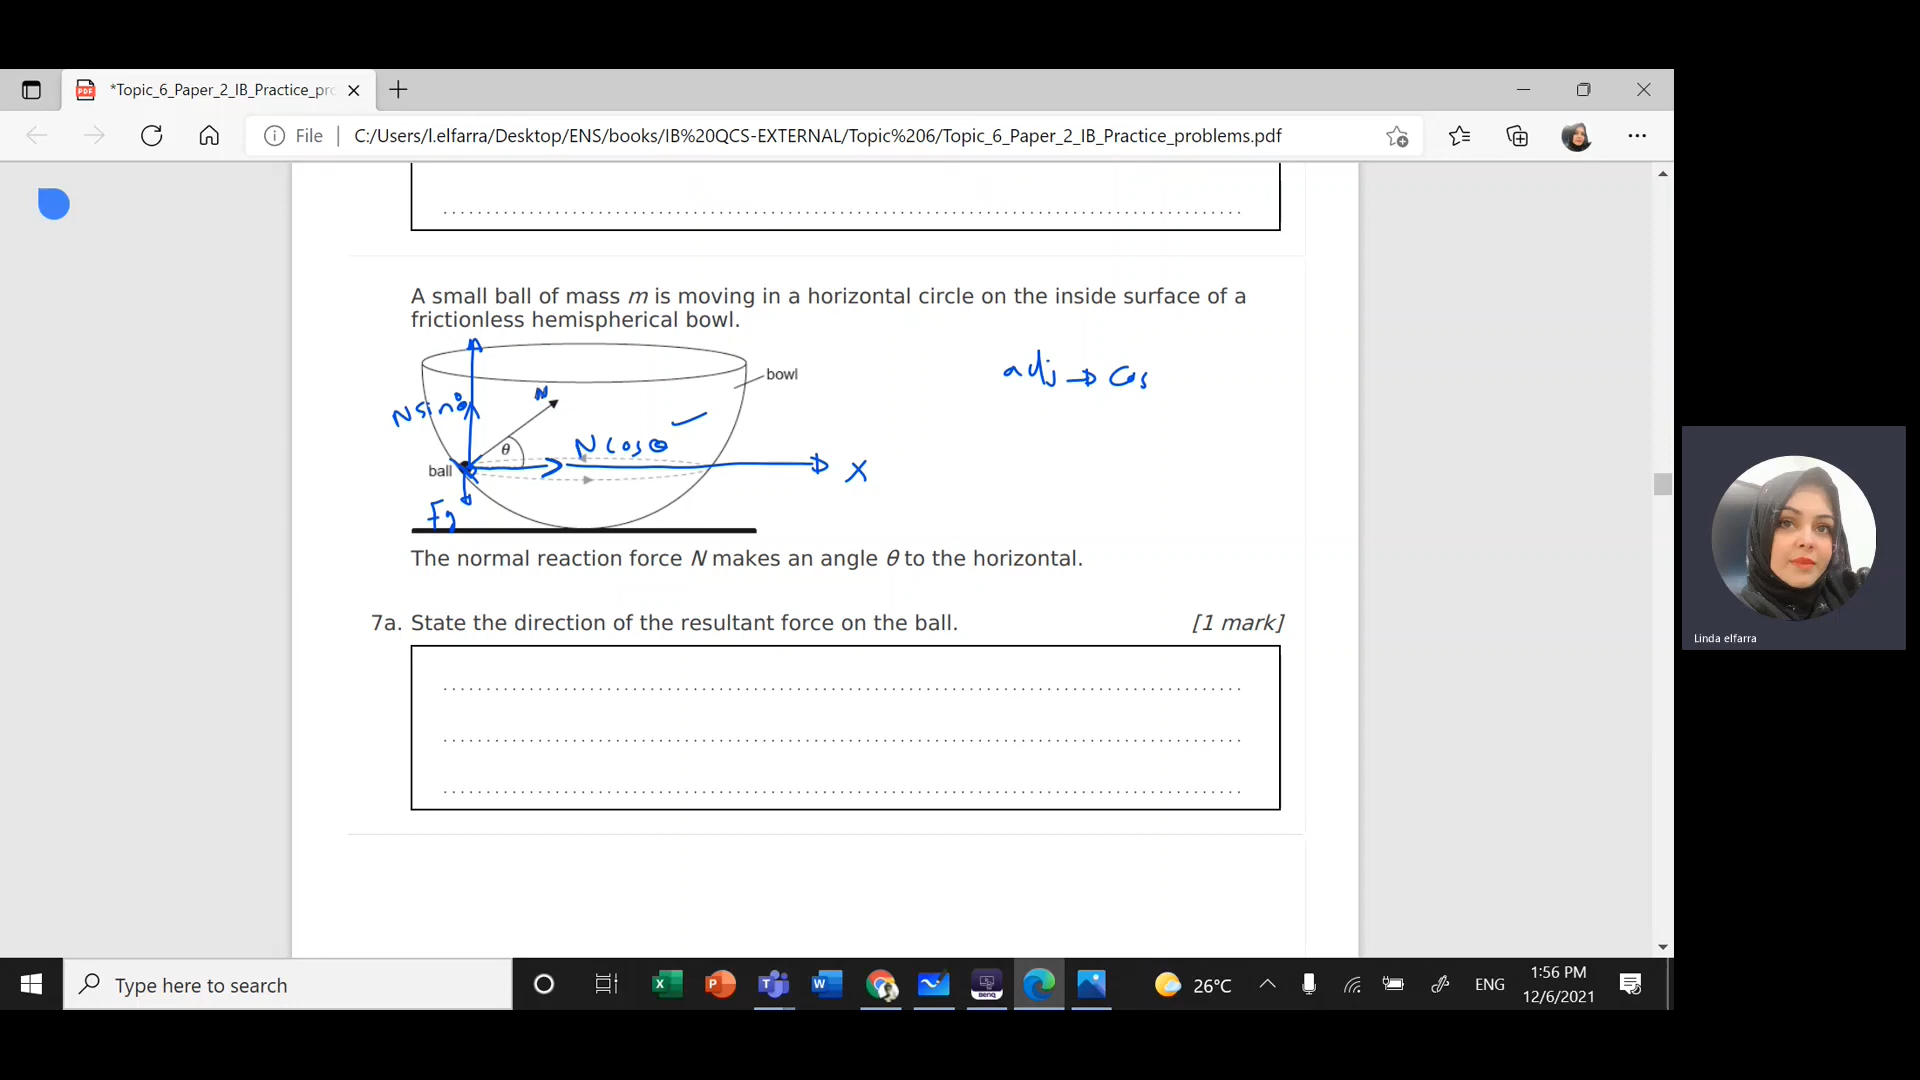 *Topic_6_Paper_2_IB_Practice_pro
File
C:/Users/l.elfarra/Desktop/ENS/books/IB%20QCS-EXTERNAL/Topic%206/Topic_6_Paper_2_IB_Practice_problems.pdf
A small ball of mass m is moving in a horizontal circle on the inside surface of a
frictionless hemispherical bowl.
adj → Cos
bowl
N
N sin θ
N cos θ
θ
ball
X
Fg
The normal reaction force N makes an angle θ to the horizontal.
7a. State the direction of the resultant force on the ball. [1 mark]
Linda elfarra
Type here to search
26°C
ENG
1:56 PM
12/6/2021